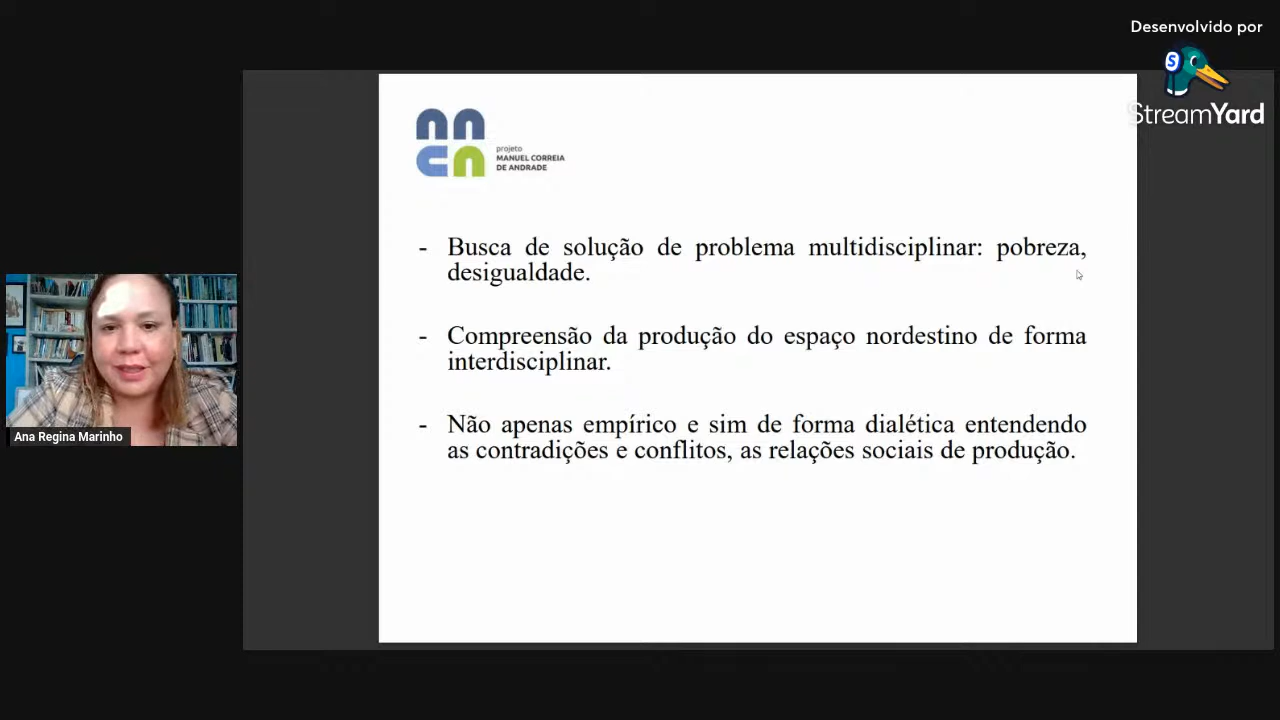 Desenvolvido por
StreamYard
projeto
MANUEL CORREIA
DE ANDRADE
- Busca de solução de problema multidisciplinar: pobreza,
desigualdade.
- Compreensão da produção do espaço nordestino de forma
interdisciplinar.
- Não apenas empírico e sim de forma dialética entendendo
as contradições e conflitos, as relações sociais de produção.
Ana Regina Marinho